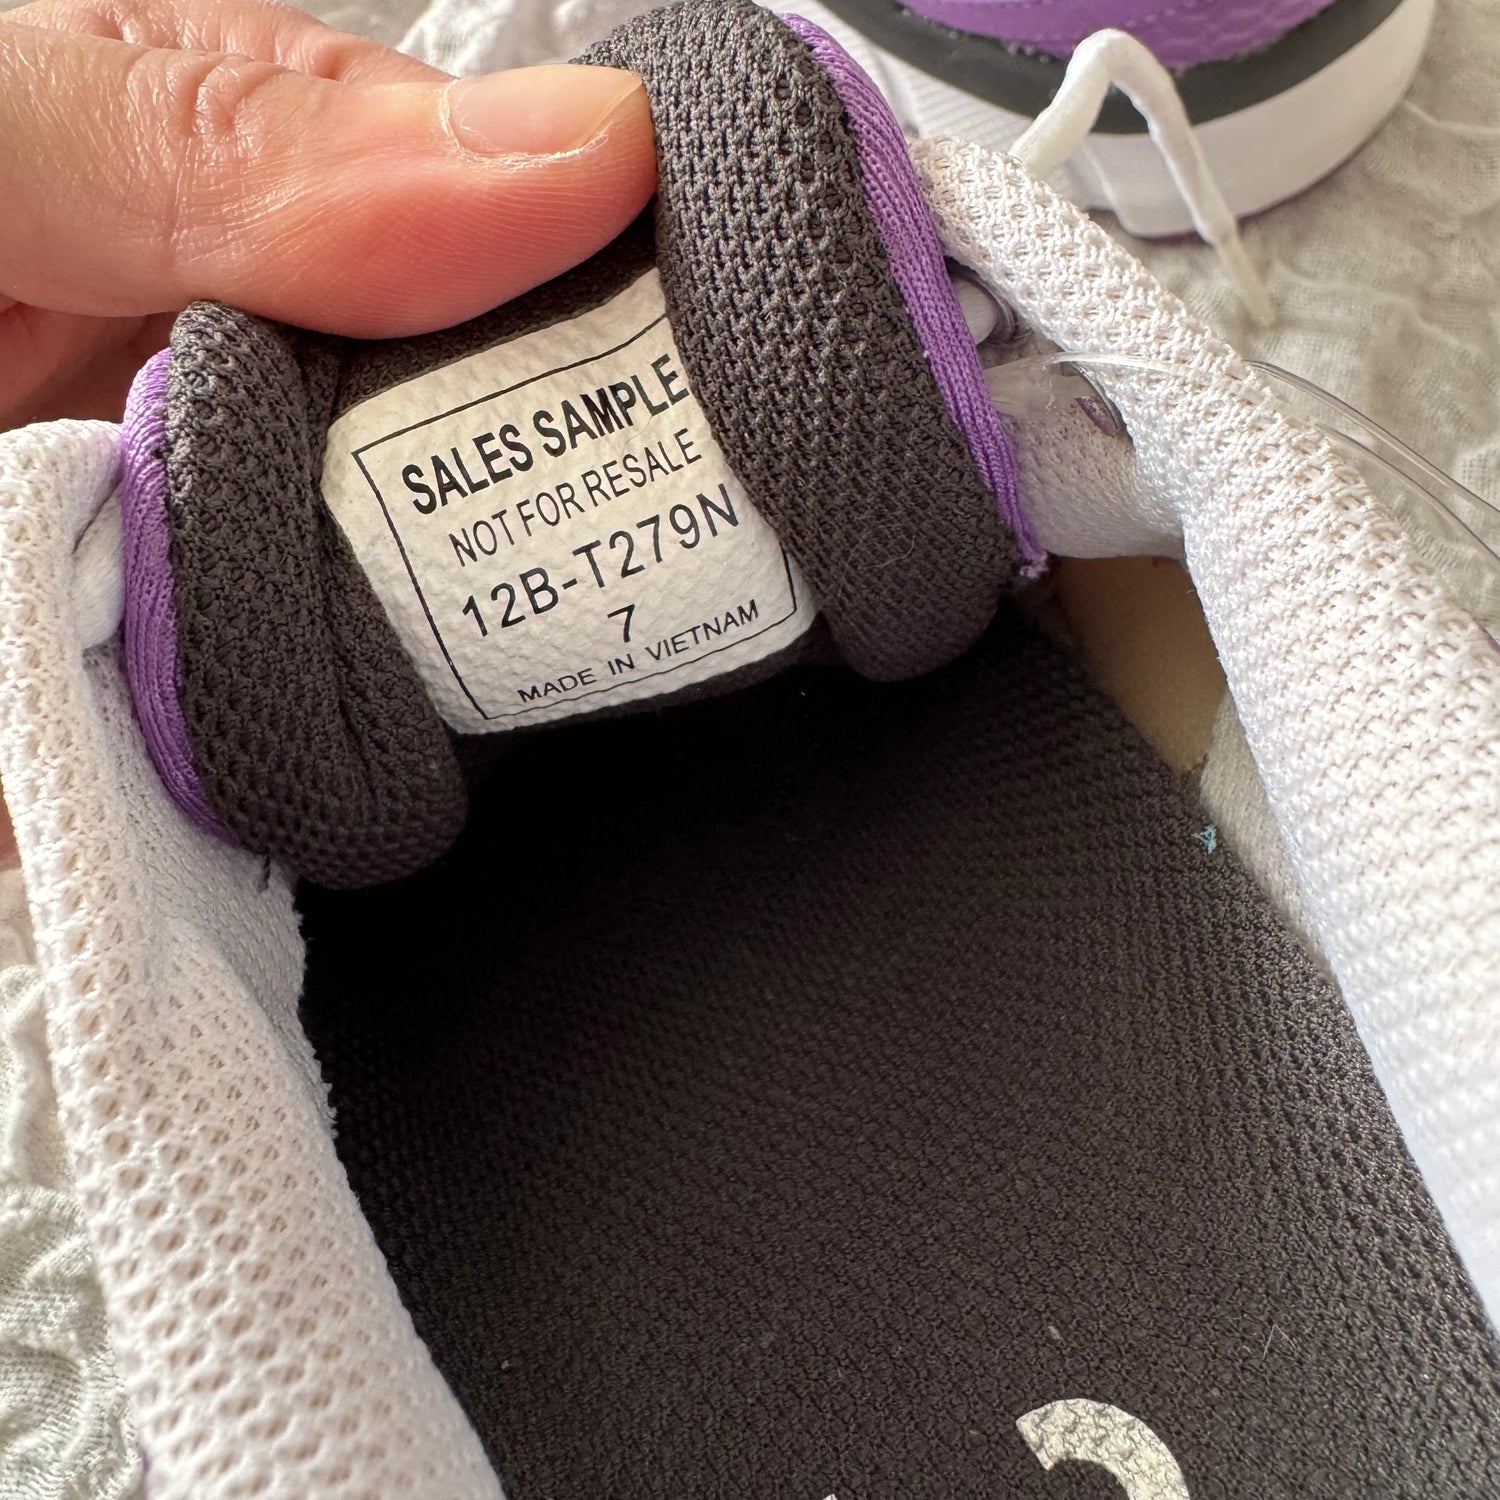 SALES SAMPLE
NOT FOR RESALE
12B-T279N
7
MADE IN VIETNAM